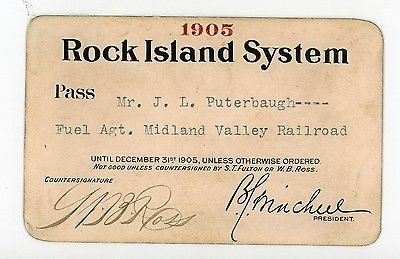 1905
Rock Island System
Pass
Mr. J. L. Puterbaugh----
Fuel Agt. Midland Valley Railroad
UNTIL DECEMBER 31ST 1905, UNLESS OTHERWISE ORDERED.
NOT GOOD UNLESS COUNTERSIGNED BY S.T. FULTON OR W.B. ROSS.
COUNTERSIGNATURE
W B Ross
PRESIDENT.